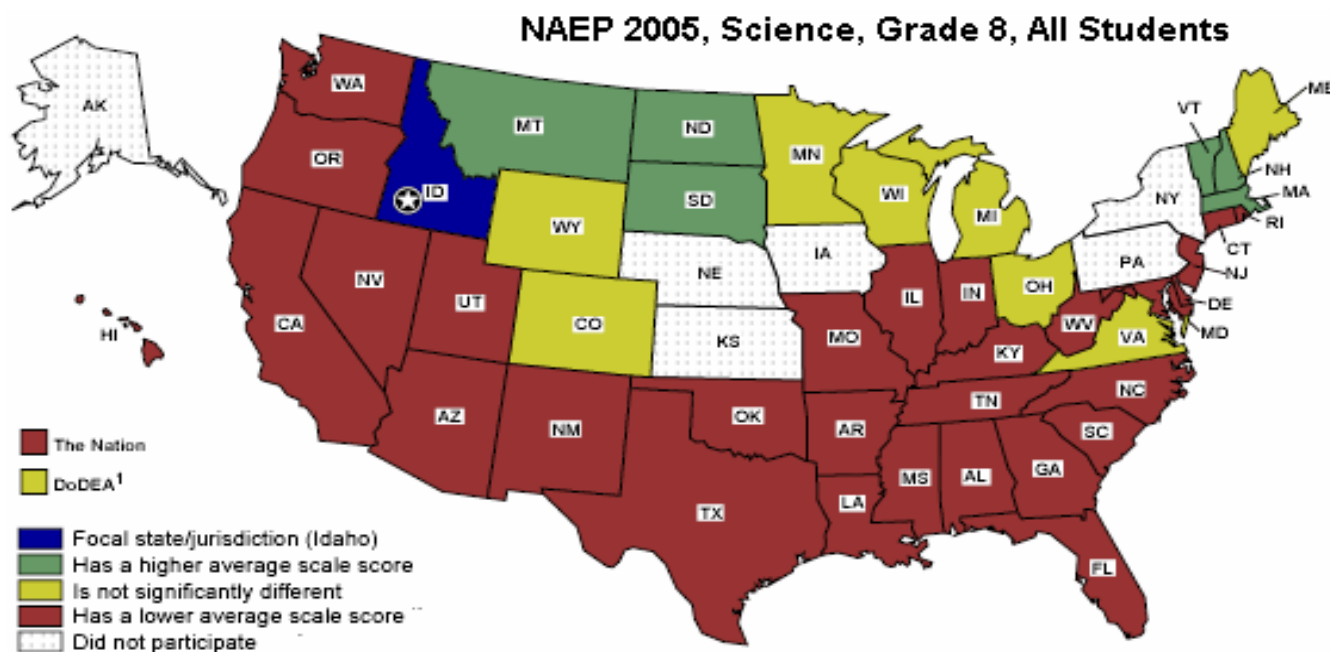 NAEP 2005, Science, Grade 8, All Students
WA
AK
MT
ND
VT
ME
OR
MN
ID
WI
NH
SD
MI
NY
MA
WY
RI
IA
PA
CT
NE
NV
OH
NJ
UT
IL
IN
CA
CO
DE
HI
KS
MO
WV
VA
MD
KY
NC
AZ
NM
OK
TN
AR
SC
MS
AL
GA
The Nation
LA
DoDEA¹
TX
Focal state/jurisdiction (Idaho)
Has a higher average scale score
FL
Is not significantly different
Has a lower average scale score
Did not participate